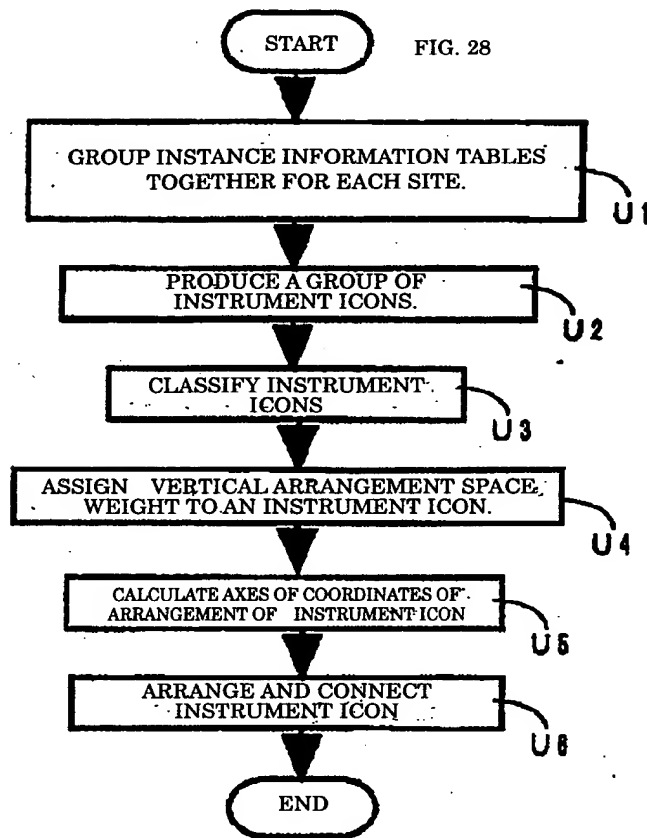 START
FIG. 28
GROUP INSTANCE INFORMATION TABLES
TOGETHER FOR EACH SITE.
U1
PRODUCE A GROUP OF
INSTRUMENT ICONS.
U2
CLASSIFY INSTRUMENT
ICONS
U3
ASSIGN VERTICAL ARRANGEMENT SPACE
WEIGHT TO AN INSTRUMENT ICON.
U4
CALCULATE AXES OF COORDINATES OF
ARRANGEMENT OF INSTRUMENT ICON
U5
ARRANGE AND CONNECT
INSTRUMENT ICON
U6
END